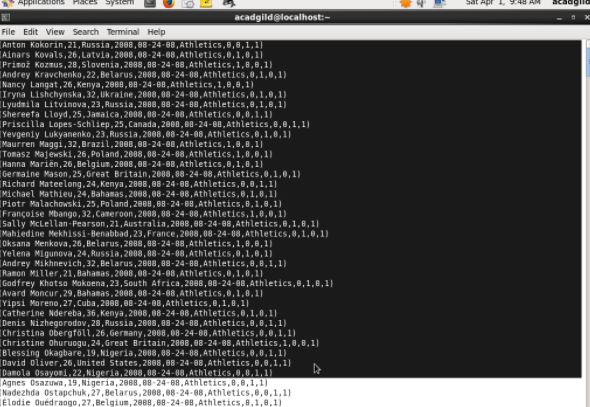 Applications Places System Sat Apr 1, 9:48 AM acadgild
acadgild@localhost:~
File Edit View Search Terminal Help
(Anton Kokorin,21,Russia,2008,08-24-08,Athletics,0,0,1,1)
(Ainars Kovals,26,Latvia,2008,08-24-08,Athletics,0,1,0,1)
(Primož Kozmus,28,Slovenia,2008,08-24-08,Athletics,1,0,0,1)
(Andrey Kravchenko,22,Belarus,2008,08-24-08,Athletics,0,1,0,1)
(Nancy Langat,26,Kenya,2008,08-24-08,Athletics,1,0,0,1)
(Iryna Lishchynska,32,Ukraine,2008,08-24-08,Athletics,0,1,0,1)
(Lyudmila Litvinova,23,Russia,2008,08-24-08,Athletics,0,1,0,1)
(Shereefa Lloyd,25,Jamaica,2008,08-24-08,Athletics,0,0,1,1)
(Priscilla Lopes-Schliep,25,Canada,2008,08-24-08,Athletics,0,0,1,1)
(Yevgeniy Lukyanenko,23,Russia,2008,08-24-08,Athletics,0,1,0,1)
(Maurren Maggi,32,Brazil,2008,08-24-08,Athletics,1,0,0,1)
(Tomasz Majewski,26,Poland,2008,08-24-08,Athletics,1,0,0,1)
(Hanna Mariën,26,Belgium,2008,08-24-08,Athletics,0,1,0,1)
(Germaine Mason,25,Great Britain,2008,08-24-08,Athletics,0,1,0,1)
(Richard Mateelong,24,Kenya,2008,08-24-08,Athletics,0,0,1,1)
(Michael Mathieu,24,Bahamas,2008,08-24-08,Athletics,0,1,0,1)
(Piotr Malachowski,25,Poland,2008,08-24-08,Athletics,0,1,0,1)
(Françoise Mbango,32,Cameroon,2008,08-24-08,Athletics,1,0,0,1)
(Sally McLellan-Pearson,21,Australia,2008,08-24-08,Athletics,0,1,0,1)
(Mahiedine Mekhissi-Benabbad,23,France,2008,08-24-08,Athletics,0,1,0,1)
(Oksana Menkova,26,Belarus,2008,08-24-08,Athletics,1,0,0,1)
(Yelena Migunova,24,Russia,2008,08-24-08,Athletics,0,1,0,1)
(Andrey Mikhnevich,32,Belarus,2008,08-24-08,Athletics,0,0,1,1)
(Ramon Miller,21,Bahamas,2008,08-24-08,Athletics,0,1,0,1)
(Godfrey Khotso Mokoena,23,South Africa,2008,08-24-08,Athletics,0,1,0,1)
(Avard Moncur,29,Bahamas,2008,08-24-08,Athletics,0,1,0,1)
(Yipsi Moreno,27,Cuba,2008,08-24-08,Athletics,0,1,0,1)
(Catherine Ndereba,36,Kenya,2008,08-24-08,Athletics,0,1,0,1)
(Denis Nizhegorodov,28,Russia,2008,08-24-08,Athletics,0,0,1,1)
(Christina Obergföll,26,Germany,2008,08-24-08,Athletics,0,0,1,1)
(Christine Ohuruogu,24,Great Britain,2008,08-24-08,Athletics,1,0,0,1)
(Blessing Okagbare,19,Nigeria,2008,08-24-08,Athletics,0,0,1,1)
(David Oliver,26,United States,2008,08-24-08,Athletics,0,0,1,1)
(Damola Osayomi,22,Nigeria,2008,08-24-08,Athletics,0,0,1,1)
(Agnes Osazuwa,19,Nigeria,2008,08-24-08,Athletics,0,0,1,1)
(Nadezhda Ostapchuk,27,Belarus,2008,08-24-08,Athletics,0,0,1,1)
(Élodie Ouédraogo,27,Belgium,2008,08-24-08,Athletics,0,1,0,1)